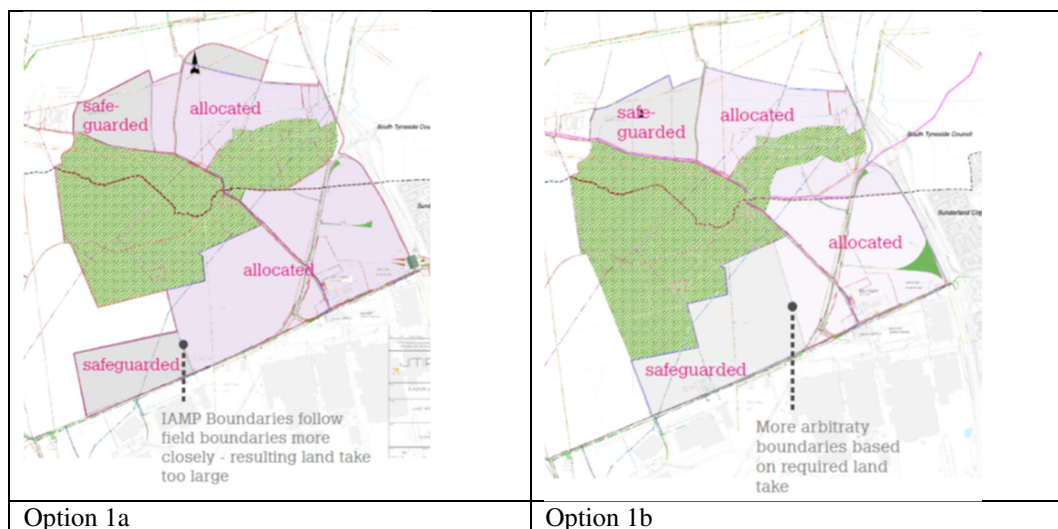 safe-
guarded
allocated
South Tyneside Cou
allocated
safeguarded
IAMP Boundaries follow
field boundaries more
closely - resulting land take
too large
Option 1a
safe-
guarded
allocated
South Tyneside Council
Sunderland City
allocated
safeguarded
More arbitraty
boundaries based
on required land
take
Option 1b